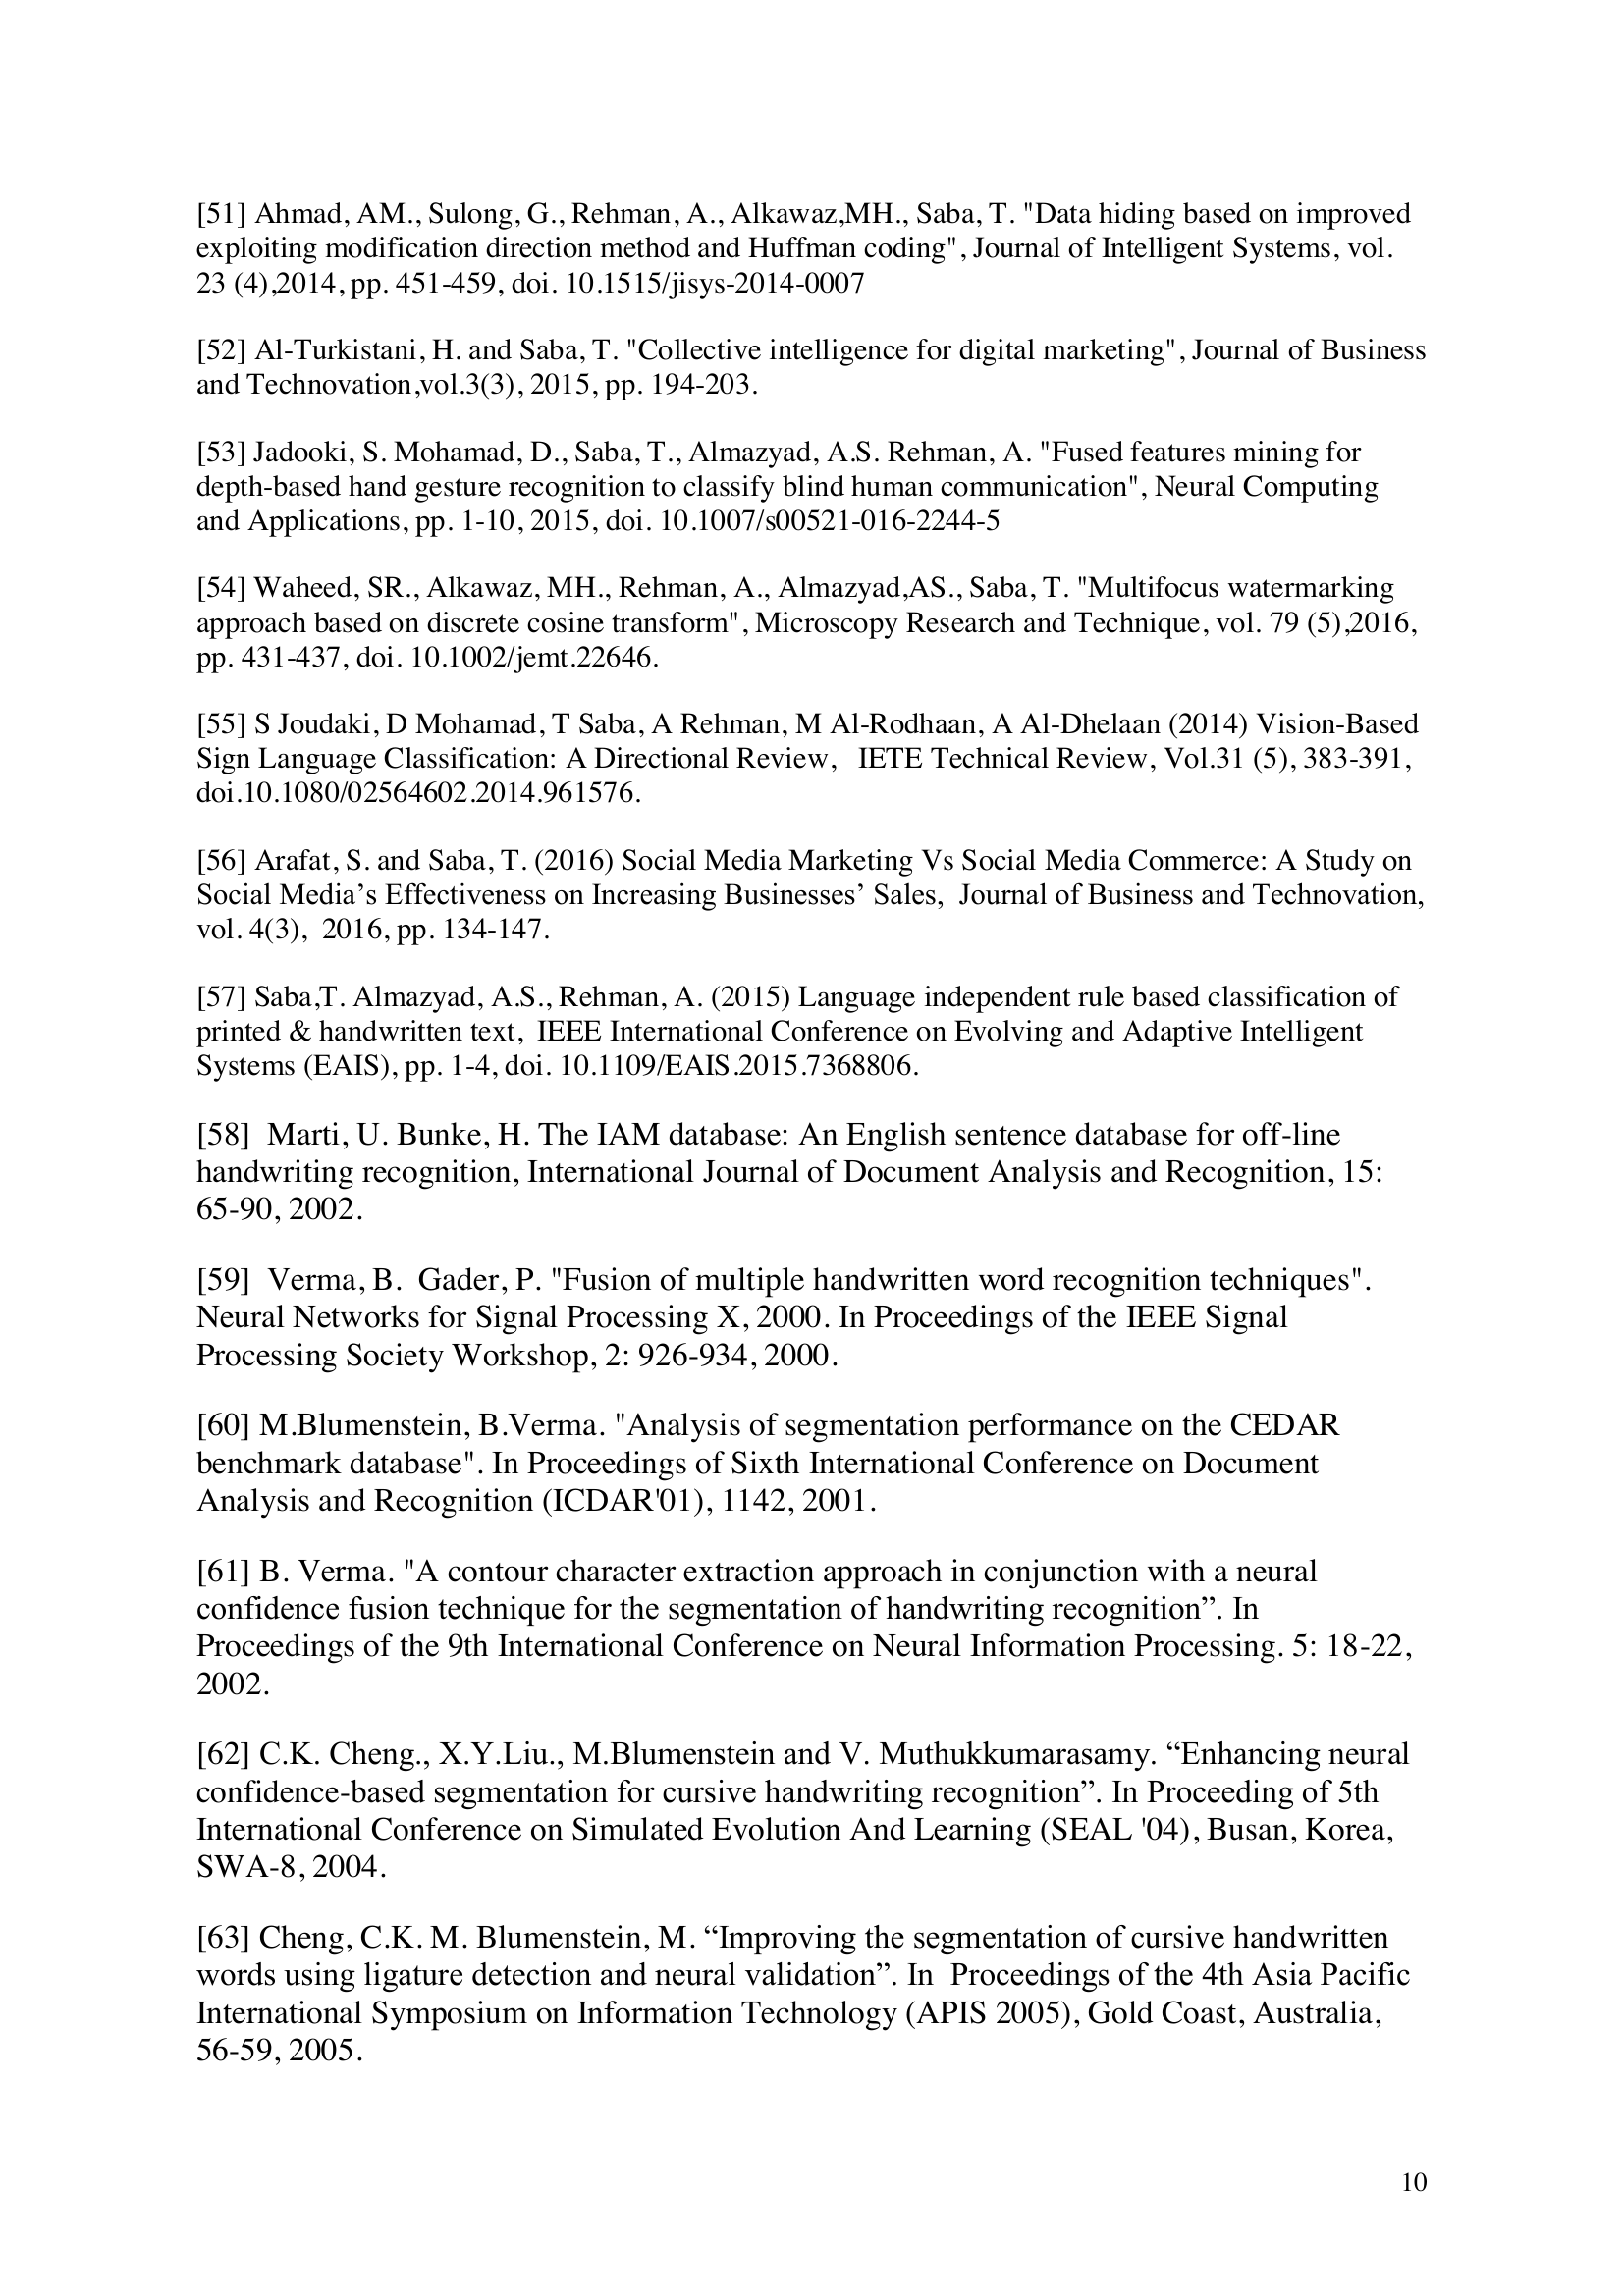 [51] Ahmad, AM., Sulong, G., Rehman, A., Alkawaz,MH., Saba, T. "Data hiding based on improved
exploiting modification direction method and Huffman coding", Journal of Intelligent Systems, vol.
23 (4),2014, pp. 451-459, doi. 10.1515/jisys-2014-0007
[52] Al-Turkistani, H. and Saba, T. "Collective intelligence for digital marketing", Journal of Business
and Technovation,vol.3(3), 2015, pp. 194-203.
[53] Jadooki, S. Mohamad, D., Saba, T., Almazyad, A.S. Rehman, A. "Fused features mining for
depth-based hand gesture recognition to classify blind human communication", Neural Computing
and Applications, pp. 1-10, 2015, doi. 10.1007/s00521-016-2244-5
[54] Waheed, SR., Alkawaz, MH., Rehman, A., Almazyad,AS., Saba, T. "Multifocus watermarking
approach based on discrete cosine transform", Microscopy Research and Technique, vol. 79 (5),2016,
pp. 431-437, doi. 10.1002/jemt.22646.
[55] S Joudaki, D Mohamad, T Saba, A Rehman, M Al-Rodhaan, A Al-Dhelaan (2014) Vision-Based
Sign Language Classification: A Directional Review,   IETE Technical Review, Vol.31 (5), 383-391,
doi.10.1080/02564602.2014.961576.
[56] Arafat, S. and Saba, T. (2016) Social Media Marketing Vs Social Media Commerce: A Study on
Social Media’s Effectiveness on Increasing Businesses’ Sales,  Journal of Business and Technovation,
vol. 4(3),  2016, pp. 134-147.
[57] Saba,T. Almazyad, A.S., Rehman, A. (2015) Language independent rule based classification of
printed & handwritten text,  IEEE International Conference on Evolving and Adaptive Intelligent
Systems (EAIS), pp. 1-4, doi. 10.1109/EAIS.2015.7368806.
[58]  Marti, U. Bunke, H. The IAM database: An English sentence database for off-line
handwriting recognition, International Journal of Document Analysis and Recognition, 15:
65-90, 2002.
[59]  Verma, B.  Gader, P. "Fusion of multiple handwritten word recognition techniques".
Neural Networks for Signal Processing X, 2000. In Proceedings of the IEEE Signal
Processing Society Workshop, 2: 926-934, 2000.
[60] M.Blumenstein, B.Verma. "Analysis of segmentation performance on the CEDAR
benchmark database". In Proceedings of Sixth International Conference on Document
Analysis and Recognition (ICDAR'01), 1142, 2001.
[61] B. Verma. "A contour character extraction approach in conjunction with a neural
confidence fusion technique for the segmentation of handwriting recognition”. In
Proceedings of the 9th International Conference on Neural Information Processing. 5: 18-22,
2002.
[62] C.K. Cheng., X.Y.Liu., M.Blumenstein and V. Muthukkumarasamy. “Enhancing neural
confidence-based segmentation for cursive handwriting recognition”. In Proceeding of 5th
International Conference on Simulated Evolution And Learning (SEAL '04), Busan, Korea,
SWA-8, 2004.
[63] Cheng, C.K. M. Blumenstein, M. “Improving the segmentation of cursive handwritten
words using ligature detection and neural validation”. In  Proceedings of the 4th Asia Pacific
International Symposium on Information Technology (APIS 2005), Gold Coast, Australia,
56-59, 2005.
10